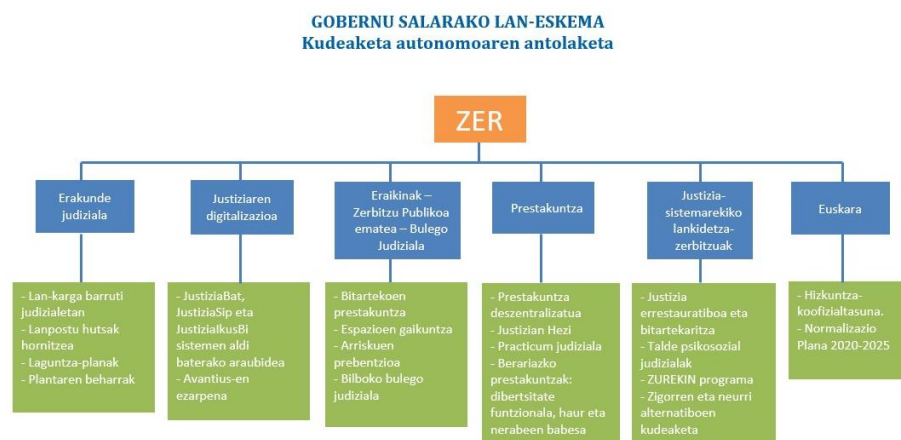 GOBERNU SALARAKO LAN-ESKEMA
Kudeaketa autonomoaren antolaketa
ZER
Erakunde
judiziala
Justiziaren
digitalizazioa
Eraikinak –
Zerbitzu Publikoa
ematea – Bulego
Judiziala
Prestakuntza
Justizia-
sistemarekiko
lankidetza-
zerbitzuak
Euskara
- Lan-karga barruti
judizialetan
- Lanpostu hutsak
hornitzea
- Laguntza-planak
- Plantaren beharrak
- JustiziaBat,
JustiziaSip eta
JustiziaIkusBi
sistemen aldi
baterako araubidea
- Avantius-en
ezarpena
- Bitartekoen
prestakuntza
- Espazioen gaikuntza
- Arriskuen
prebentzioa
- Bilboko bulego
judiziala
- Prestakuntza
deszentralizatua
- Justizian Hezi
- Practicum judiziala
- Berariazko
prestakuntzak:
dibertsitate
funtzionala, haur eta
nerabeen babesa
- Justizia
errestauratiboa eta
bitartekaritza
- Talde psikosozial
judizialak
- ZUREKIN programa
- Zigorren eta neurri
alternatiboen
kudeaketa
- Hizkuntza-
koofizialtasuna.
- Normalizazio
Plana 2020-2025